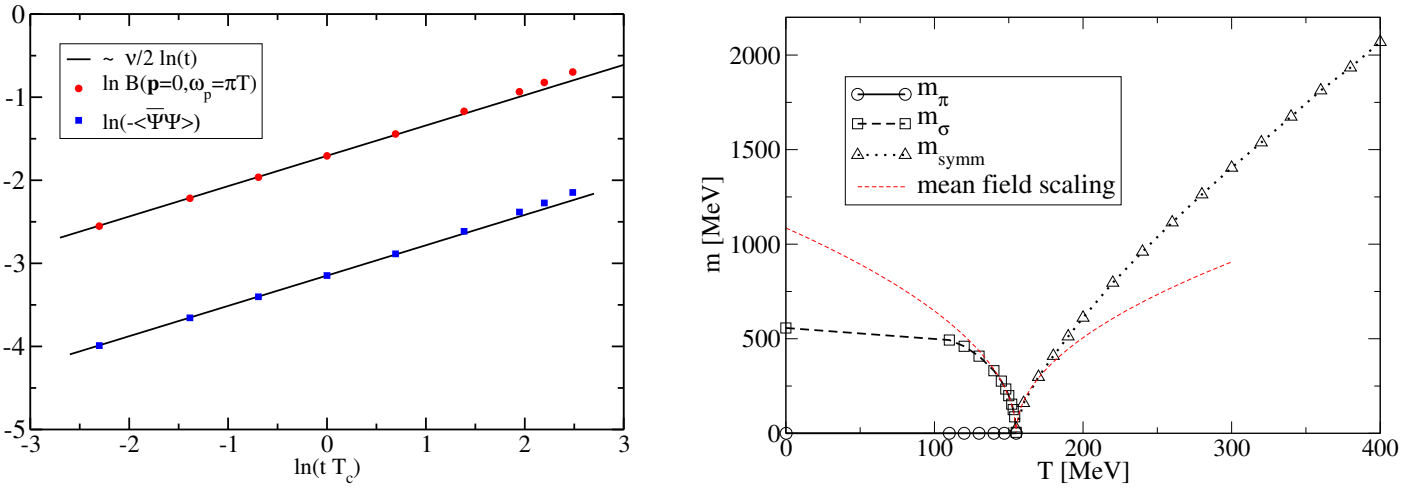 0
-1
-2
-3
-4
-5
-3
-2
-1
0
1
2
3
ln(t T_c)
~ ν/2 ln(t)
ln B(p=0,ω_p=πT)
ln(-<Ψ̄Ψ>)
2000
1500
1000
500
0
m [MeV]
0
100
200
300
400
T [MeV]
m_π
m_σ
m_symm
mean field scaling